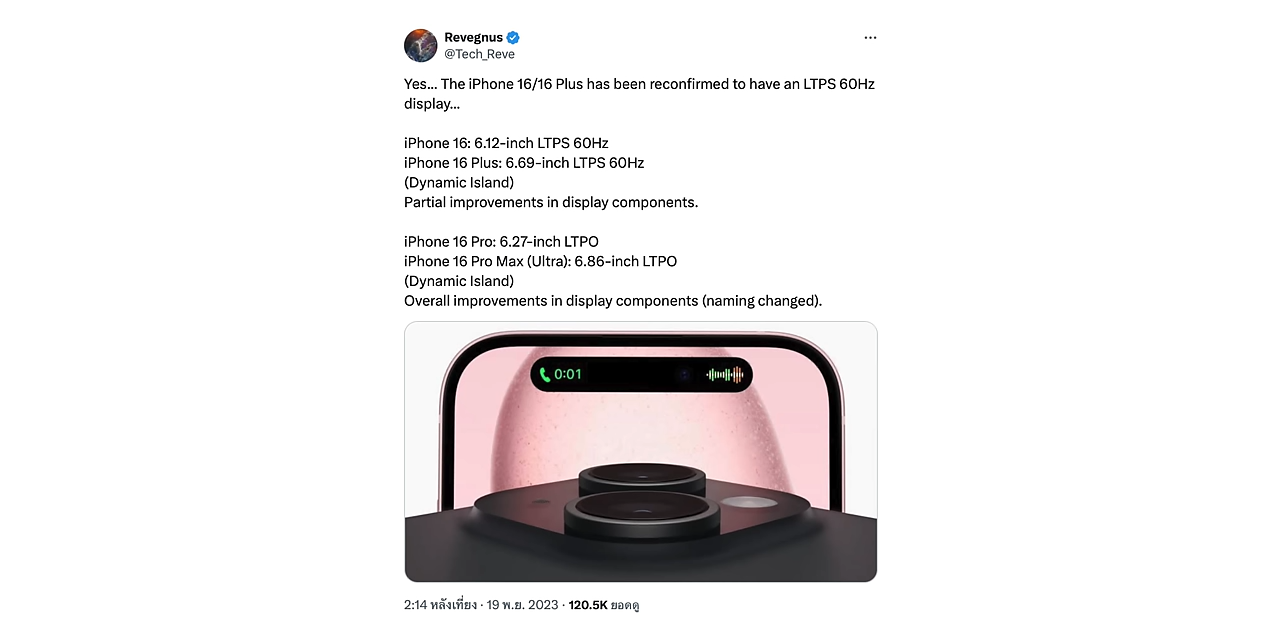 Revegnus
@Tech_Reve
Yes... The iPhone 16/16 Plus has been reconfirmed to have an LTPS 60Hz
display...
iPhone 16: 6.12-inch LTPS 60Hz
iPhone 16 Plus: 6.69-inch LTPS 60Hz
(Dynamic Island)
Partial improvements in display components.
iPhone 16 Pro: 6.27-inch LTPO
iPhone 16 Pro Max (Ultra): 6.86-inch LTPO
(Dynamic Island)
Overall improvements in display components (naming changed).
0:01
2:14 หลังเที่ยง · 19 พ.ย. 2023 · 120.5K ยอดดู